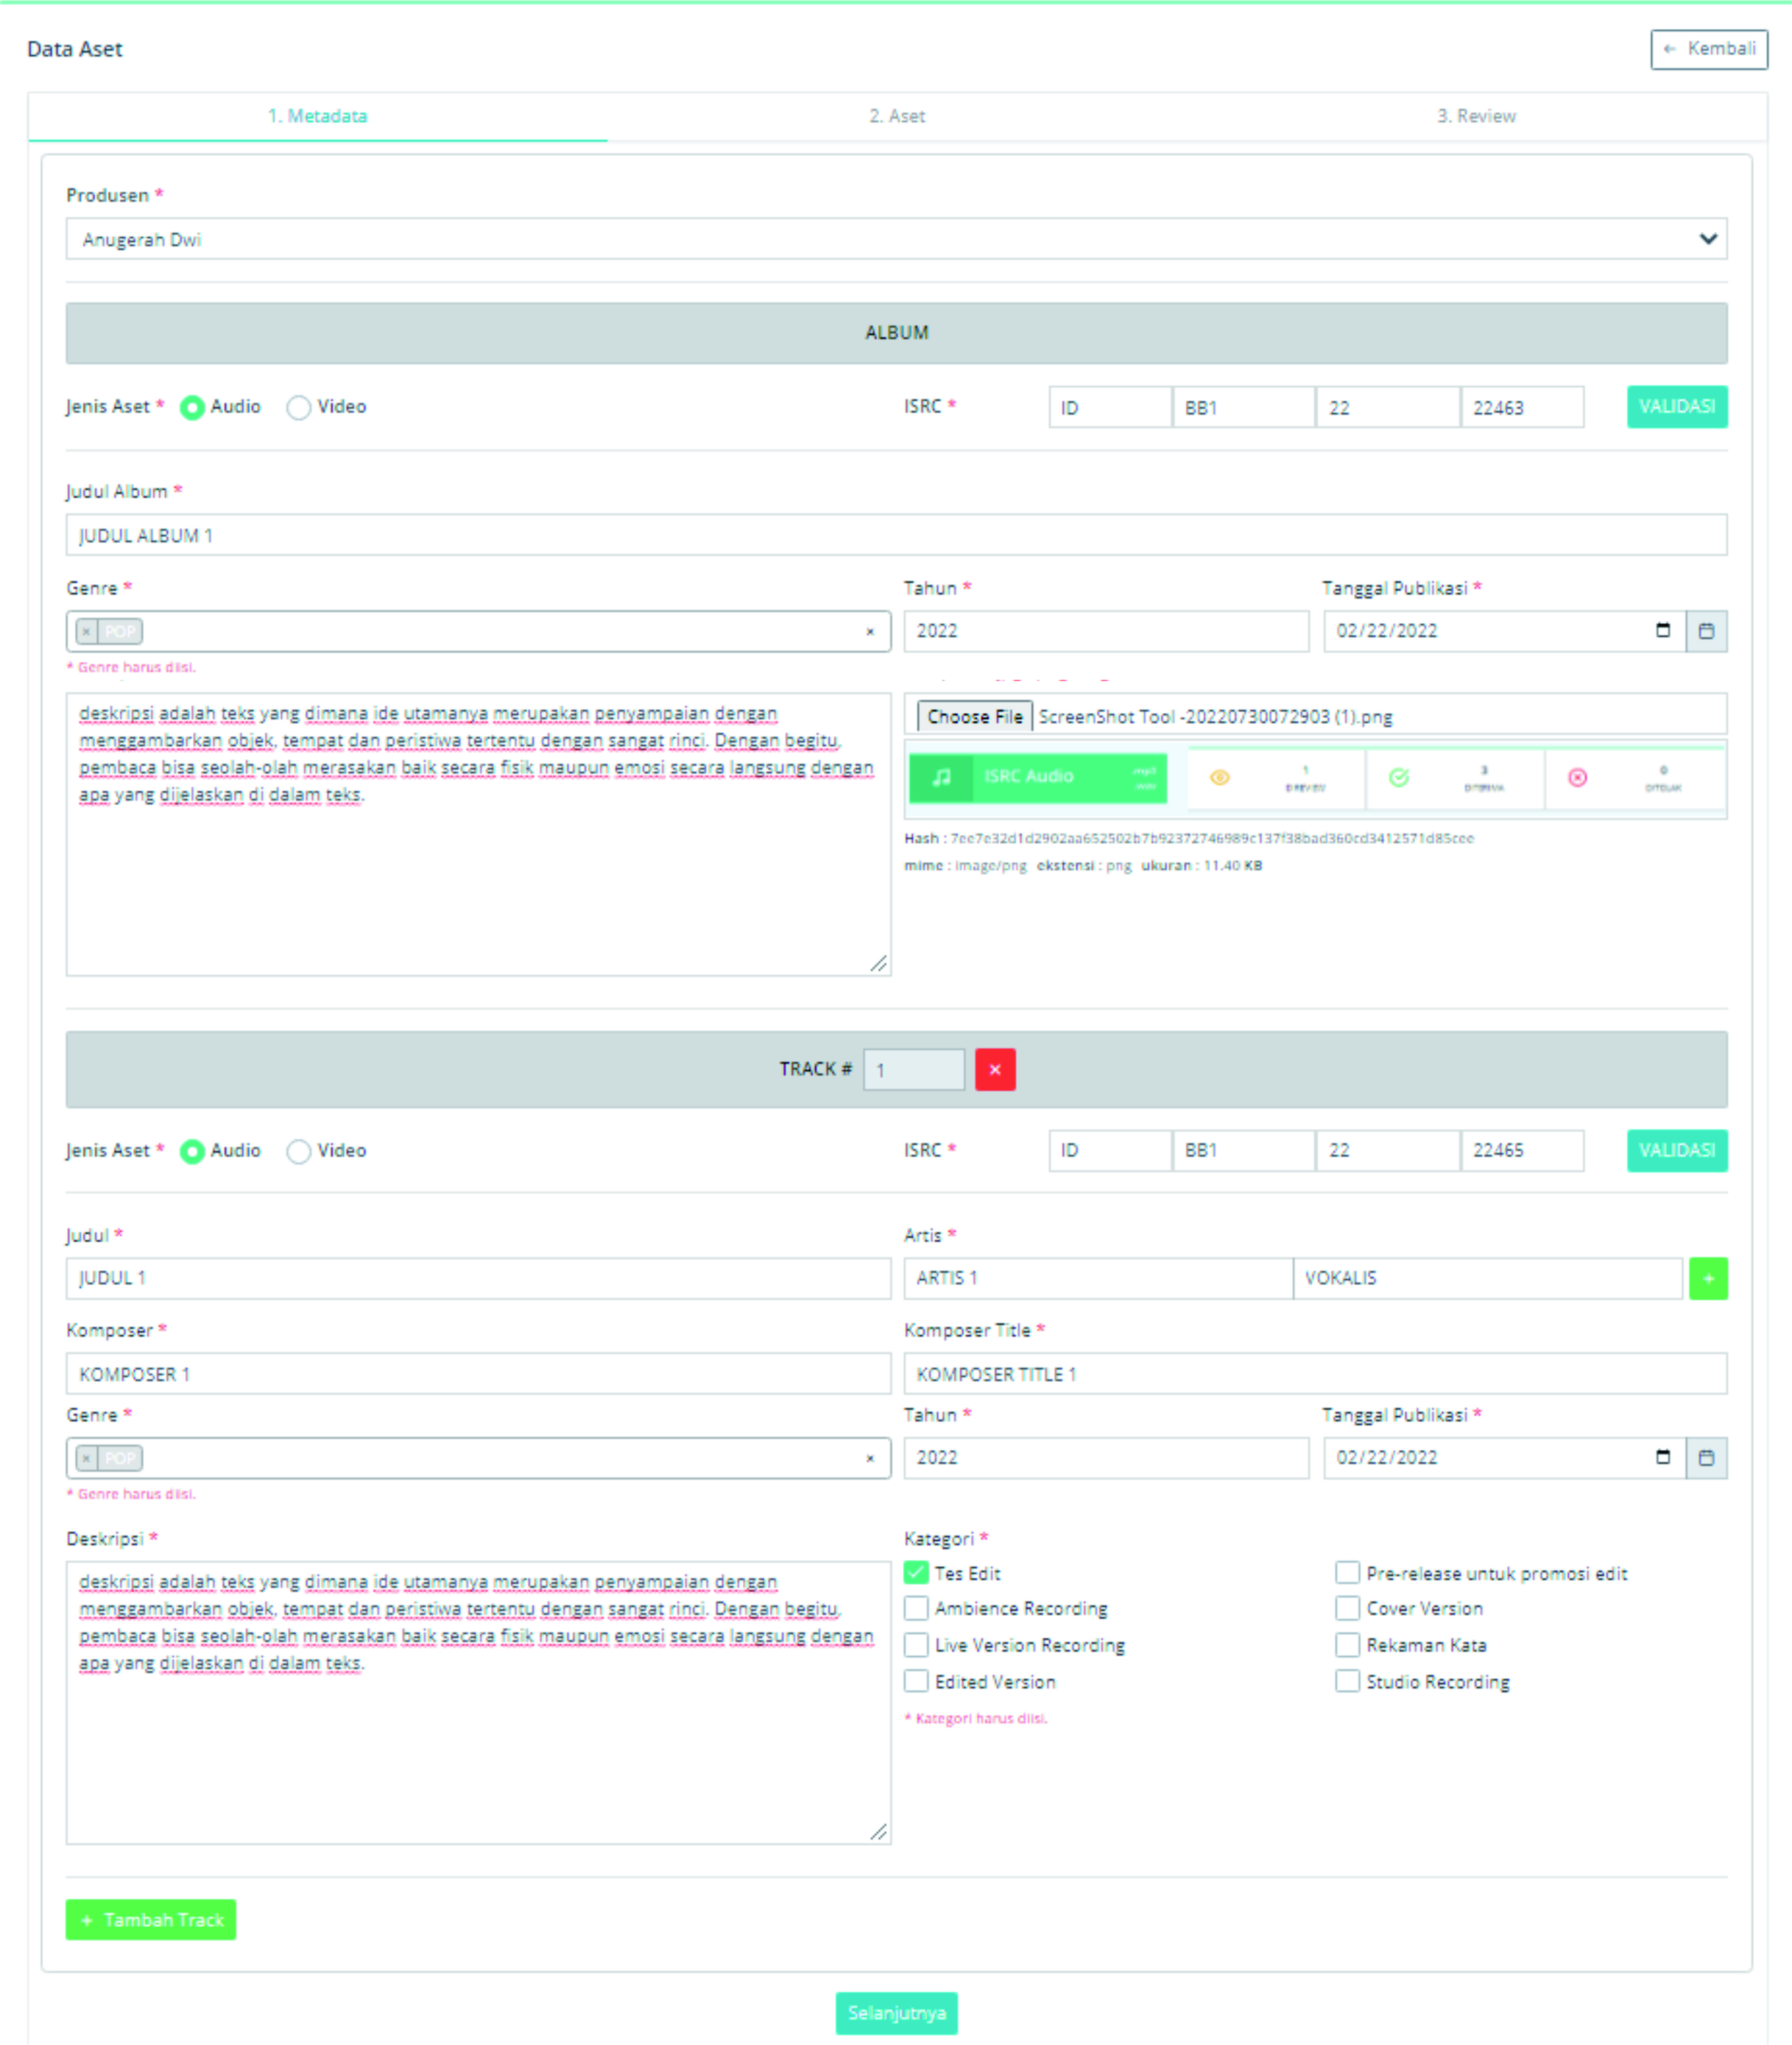 Data Aset
← Kembali
1. Metadata
2. Aset
3. Review
Produsen *
Anugerah Dwi
ALBUM
Jenis Aset * Audio Video
ISRC * ID BB1 22 22463 VALIDASI
Judul Album *
JUDUL ALBUM 1
Genre *
Tahun *
Tanggal Publikasi *
× POP ×
2022
02/22/2022
* Genre harus diisi.
deskripsi adalah teks yang dimana ide utamanya merupakan penyampaian dengan
menggambarkan objek, tempat dan peristiwa tertentu dengan sangat rinci. Dengan begitu,
pembaca bisa seolah-olah merasakan baik secara fisik maupun emosi secara langsung dengan
apa yang dijelaskan di dalam teks.
Choose File ScreenShot Tool -20220730072903 (1).png
ISRC Audio
.mp3
.wav
1
DIREVIEW
3
DITERIMA
0
DITOLAK
Hash : 7ee7e32d1d2902aa652502b7b92372746989c137f38bad360cd3412571d85cee
mime : image/png ekstensi : png ukuran : 11.40 KB
TRACK # 1 ×
Jenis Aset * Audio Video
ISRC * ID BB1 22 22465 VALIDASI
Judul *
Artis *
JUDUL 1
ARTIS 1
VOKALIS
+
Komposer *
Komposer Title *
KOMPOSER 1
KOMPOSER TITLE 1
Genre *
Tahun *
Tanggal Publikasi *
× POP ×
2022
02/22/2022
* Genre harus diisi.
Deskripsi *
deskripsi adalah teks yang dimana ide utamanya merupakan penyampaian dengan
menggambarkan objek, tempat dan peristiwa tertentu dengan sangat rinci. Dengan begitu,
pembaca bisa seolah-olah merasakan baik secara fisik maupun emosi secara langsung dengan
apa yang dijelaskan di dalam teks.
Kategori *
Tes Edit
Pre-release untuk promosi edit
Ambience Recording
Cover Version
Live Version Recording
Rekaman Kata
Edited Version
Studio Recording
* Kategori harus diisi.
+ Tambah Track
Selanjutnya